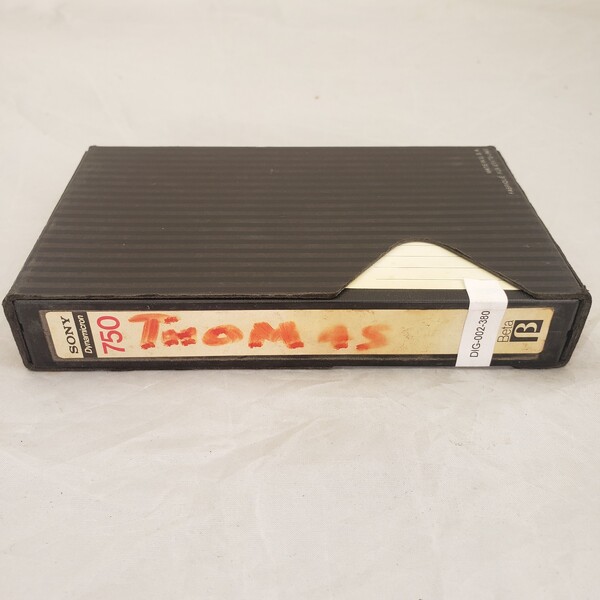 SONY
Dynamicron
750
THOMAS
DIG-002-380
Beta
B